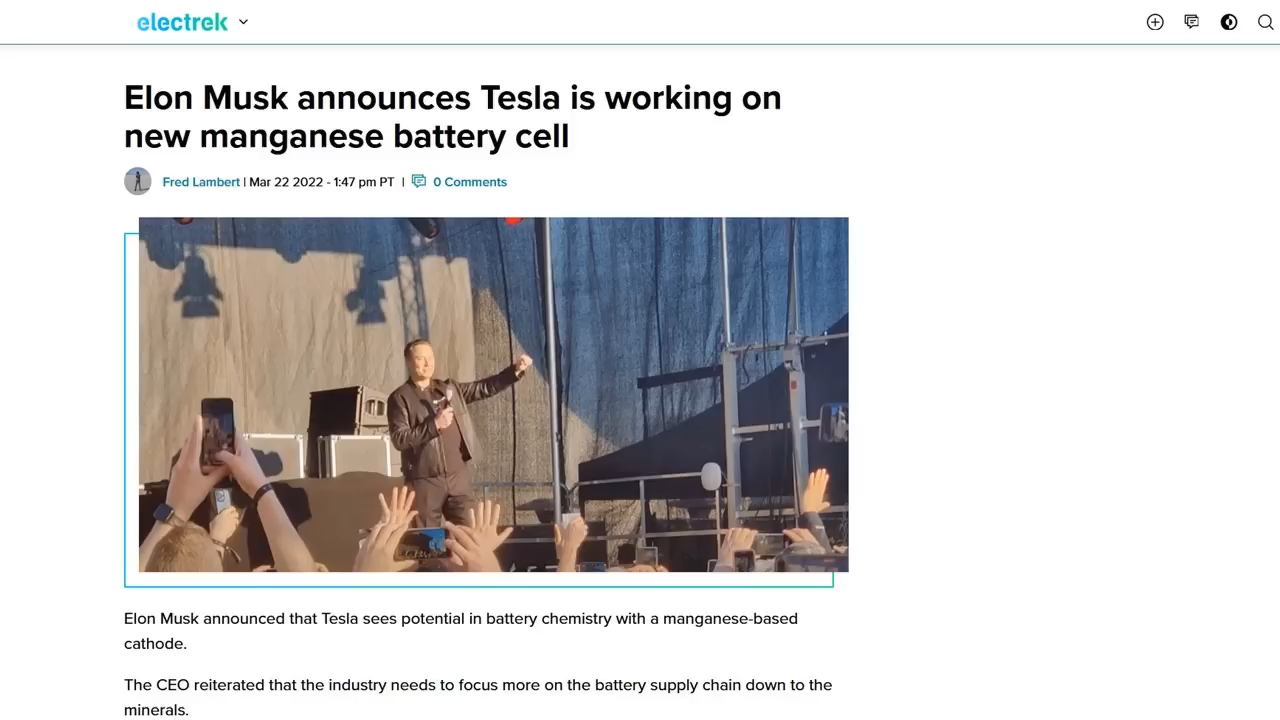 electrek
Elon Musk announces Tesla is working on
new manganese battery cell
Fred Lambert | Mar 22 2022 - 1:47 pm PT | 0 Comments
Elon Musk announced that Tesla sees potential in battery chemistry with a manganese-based
cathode.
The CEO reiterated that the industry needs to focus more on the battery supply chain down to the
minerals.